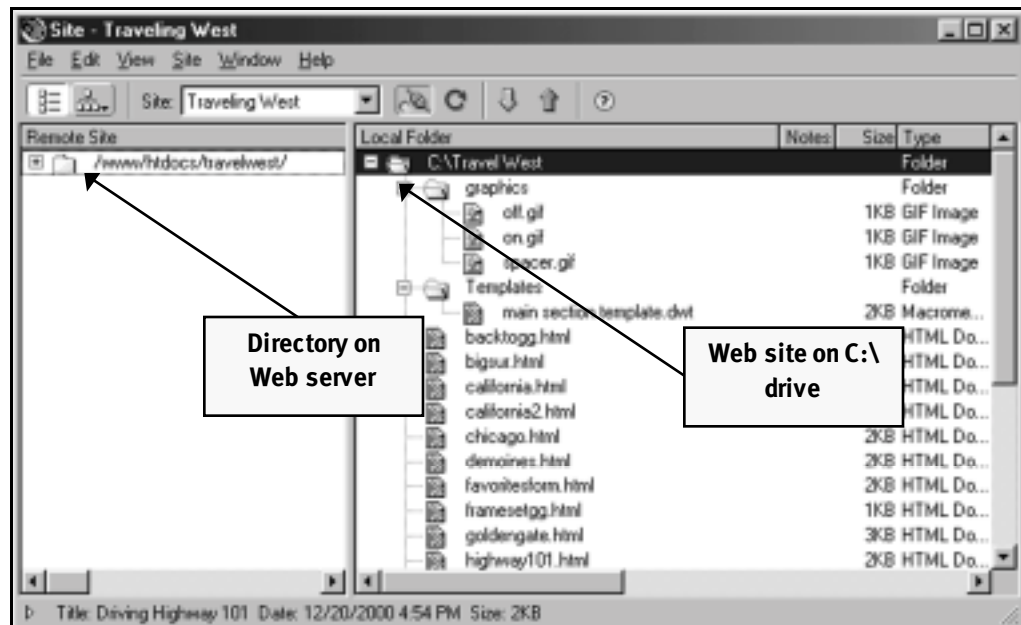 Site - Traveling West
File Edit View Site Window Help
Site: Traveling West
Remote Site
/www/htdocs/travelwest/
Local Folder Notes Size Type
C:\Travel West Folder
graphics Folder
off.gif 1KB GIF Image
on.gif 1KB GIF Image
spacer.gif 1KB GIF Image
Templates Folder
main section template.dwt 2KB Macrome...
backtogg.html HTML Do...
bigsur.html HTML Do...
california.html HTML Do...
california2.html HTML Do...
chicago.html 2KB HTML Do...
demoines.html 2KB HTML Do...
favoritesform.html 2KB HTML Do...
framesetgg.html 1KB HTML Do...
goldengate.html 3KB HTML Do...
highway101.html 2KB HTML Do...
Directory on
Web server
Web site on C:\
drive
Title: Driving Highway 101 Date: 12/20/2000 4:54 PM Size: 2KB